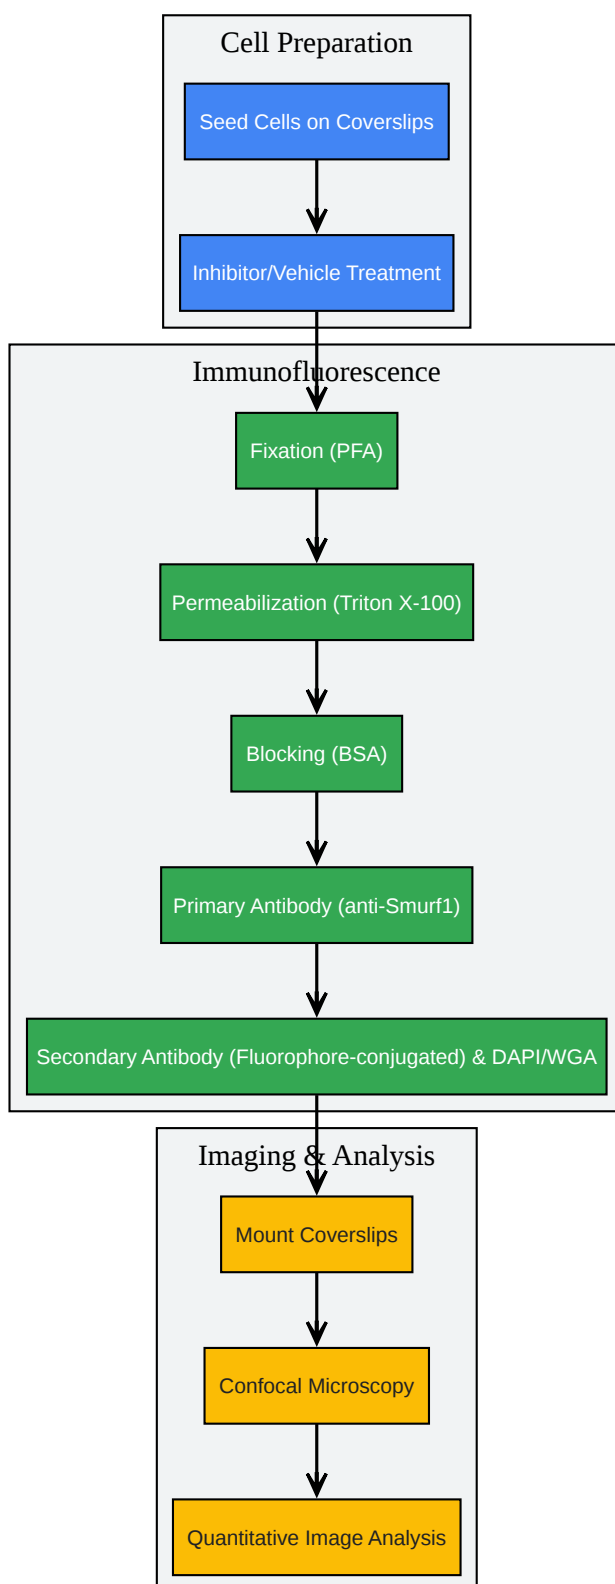 Cell Preparation
Seed Cells on Coverslips
Inhibitor/Vehicle Treatment
Immunofluorescence
Fixation (PFA)
Permeabilization (Triton X-100)
Blocking (BSA)
Primary Antibody (anti-Smurf1)
Secondary Antibody (Fluorophore-conjugated) & DAPI/WGA
Imaging & Analysis
Mount Coverslips
Confocal Microscopy
Quantitative Image Analysis